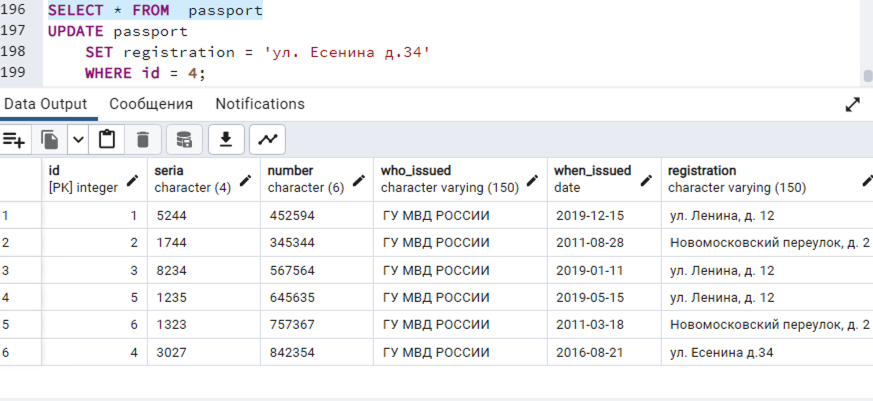 196 SELECT * FROM passport
197 UPDATE passport
198 SET registration = 'ул. Есенина д.34'
199 WHERE id = 4;
Data Output Сообщения Notifications
id seria number who_issued when_issued registration
[PK] integer character (4) character (6) character varying (150) date character varying (150)
1 1 5244 452594 ГУ МВД РОССИИ 2019-12-15 ул. Ленина, д. 12
2 2 1744 345344 ГУ МВД РОССИИ 2011-08-28 Новомосковский переулок, д. 2
3 3 8234 567564 ГУ МВД РОССИИ 2019-01-11 ул. Ленина, д. 12
4 5 1235 645635 ГУ МВД РОССИИ 2019-05-15 ул. Ленина, д. 12
5 6 1323 757367 ГУ МВД РОССИИ 2011-03-18 Новомосковский переулок, д. 2
6 4 3027 842354 ГУ МВД РОССИИ 2016-08-21 ул. Есенина д.34